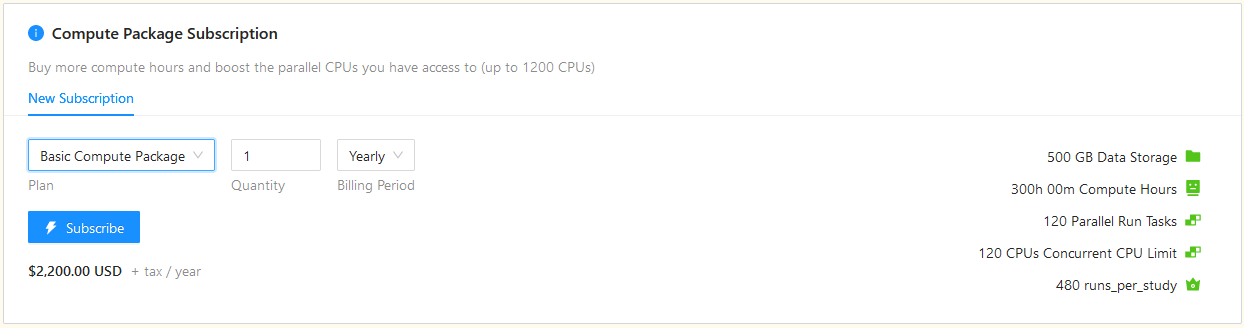 Compute Package Subscription
Buy more compute hours and boost the parallel CPUs you have access to (up to 1200 CPUs)
New Subscription
Basic Compute Package 1 Yearly
Plan Quantity Billing Period
Subscribe
$2,200.00 USD + tax / year
500 GB Data Storage
300h 00m Compute Hours
120 Parallel Run Tasks
120 CPUs Concurrent CPU Limit
480 runs_per_study